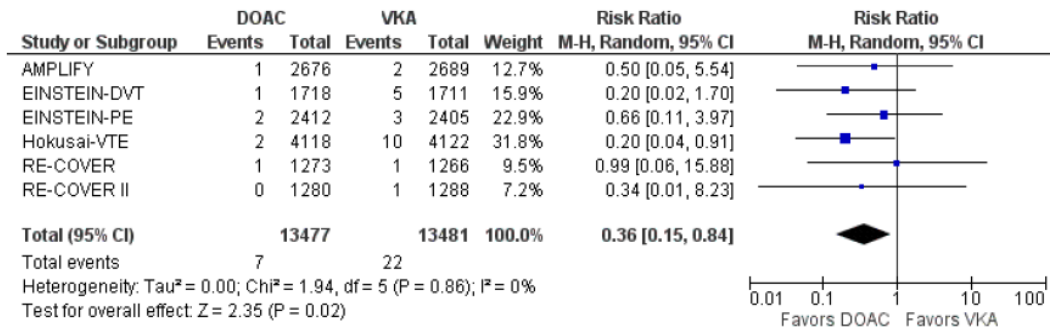 DOAC VKA Risk Ratio Risk Ratio
Study or Subgroup Events Total Events Total Weight M-H, Random, 95% CI M-H, Random, 95% CI
AMPLIFY 1 2676 2 2689 12.7% 0.50 [0.05, 5.54]
EINSTEIN-DVT 1 1718 5 1711 15.9% 0.20 [0.02, 1.70]
EINSTEIN-PE 2 2412 3 2405 22.9% 0.66 [0.11, 3.97]
Hokusai-VTE 2 4118 10 4122 31.8% 0.20 [0.04, 0.91]
RE-COVER 1 1273 1 1266 9.5% 0.99 [0.06, 15.88]
RE-COVER II 0 1280 1 1288 7.2% 0.34 [0.01, 8.23]
Total (95% CI) 13477 13481 100.0% 0.36 [0.15, 0.84]
Total events 7 22
Heterogeneity: Tau² = 0.00; Chi² = 1.94, df = 5 (P = 0.86); I² = 0%
Test for overall effect: Z = 2.35 (P = 0.02)
0.01 0.1 1 10 100
Favors DOAC Favors VKA